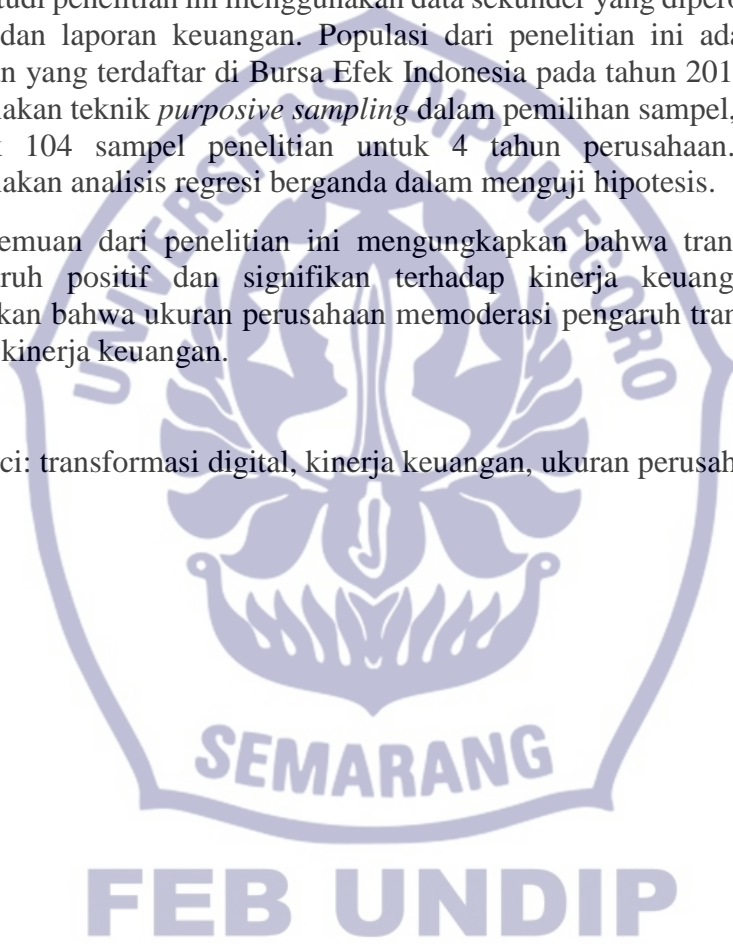 tudi penelitian ini menggunakan data sekunder yang dipero
dan laporan keuangan. Populasi dari penelitian ini ada
n yang terdaftar di Bursa Efek Indonesia pada tahun 201
akan teknik purposive sampling dalam pemilihan sampel,
104 sampel penelitian untuk 4 tahun perusahaan.
akan analisis regresi berganda dalam menguji hipotesis.
emuan dari penelitian ini mengungkapkan bahwa tran
ruh positif dan signifikan terhadap kinerja keuang
kan bahwa ukuran perusahaan memoderasi pengaruh tran
kinerja keuangan.
ci: transformasi digital, kinerja keuangan, ukuran perusah
UNIVERSITAS DIPONEGORO
SEMARANG
FEB UNDIP